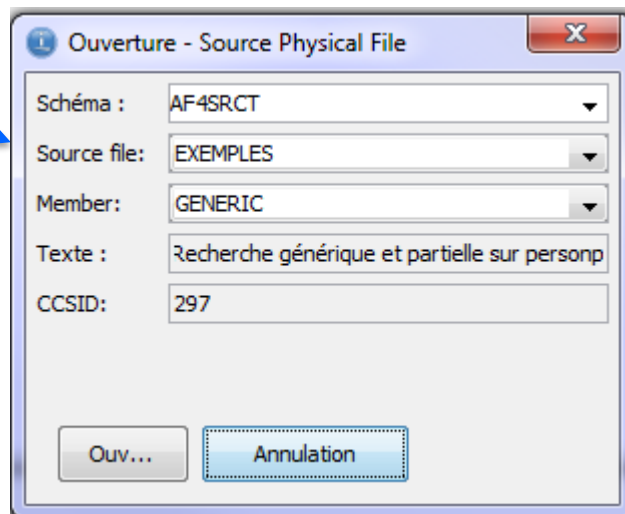 Ouverture - Source Physical File
Schéma : AF4SRCT
Source file: EXEMPLES
Member: GENERIC
Texte : Recherche générique et partielle sur personp
CCSID: 297
Ouv... Annulation